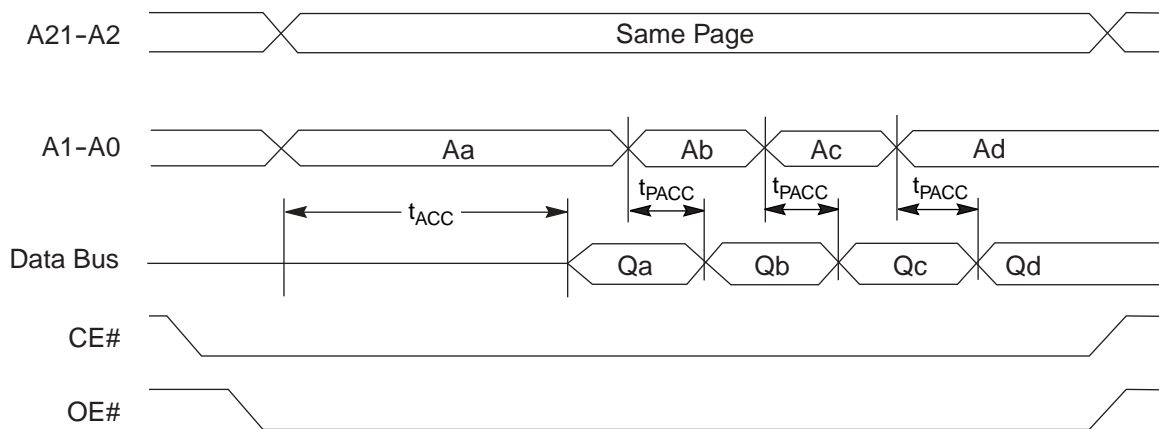 A21-A2
Same Page
A1-A0
Aa
Ab
Ac
Ad
tPACC
tPACC
tPACC
tACC
Data Bus
Qa
Qb
Qc
Qd
CE#
OE#